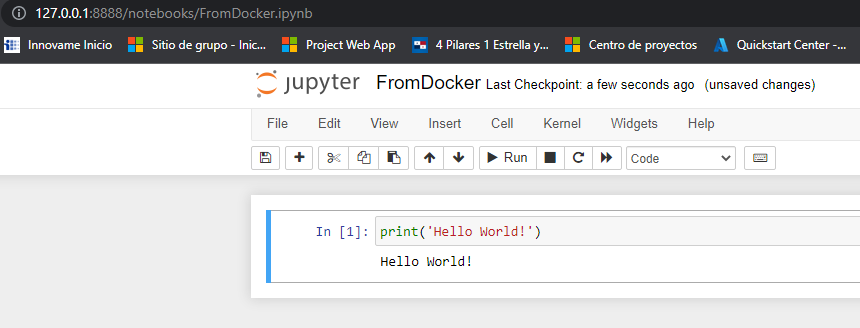 127.0.0.1:8888/notebooks/FromDocker.ipynb
Innovame Inicio Sitio de grupo - Inic... Project Web App 4 Pilares 1 Estrella y... Centro de proyectos Quickstart Center -...
jupyter FromDocker Last Checkpoint: a few seconds ago (unsaved changes)
File Edit View Insert Cell Kernel Widgets Help
Run Code
In [1]: print('Hello World!')
Hello World!